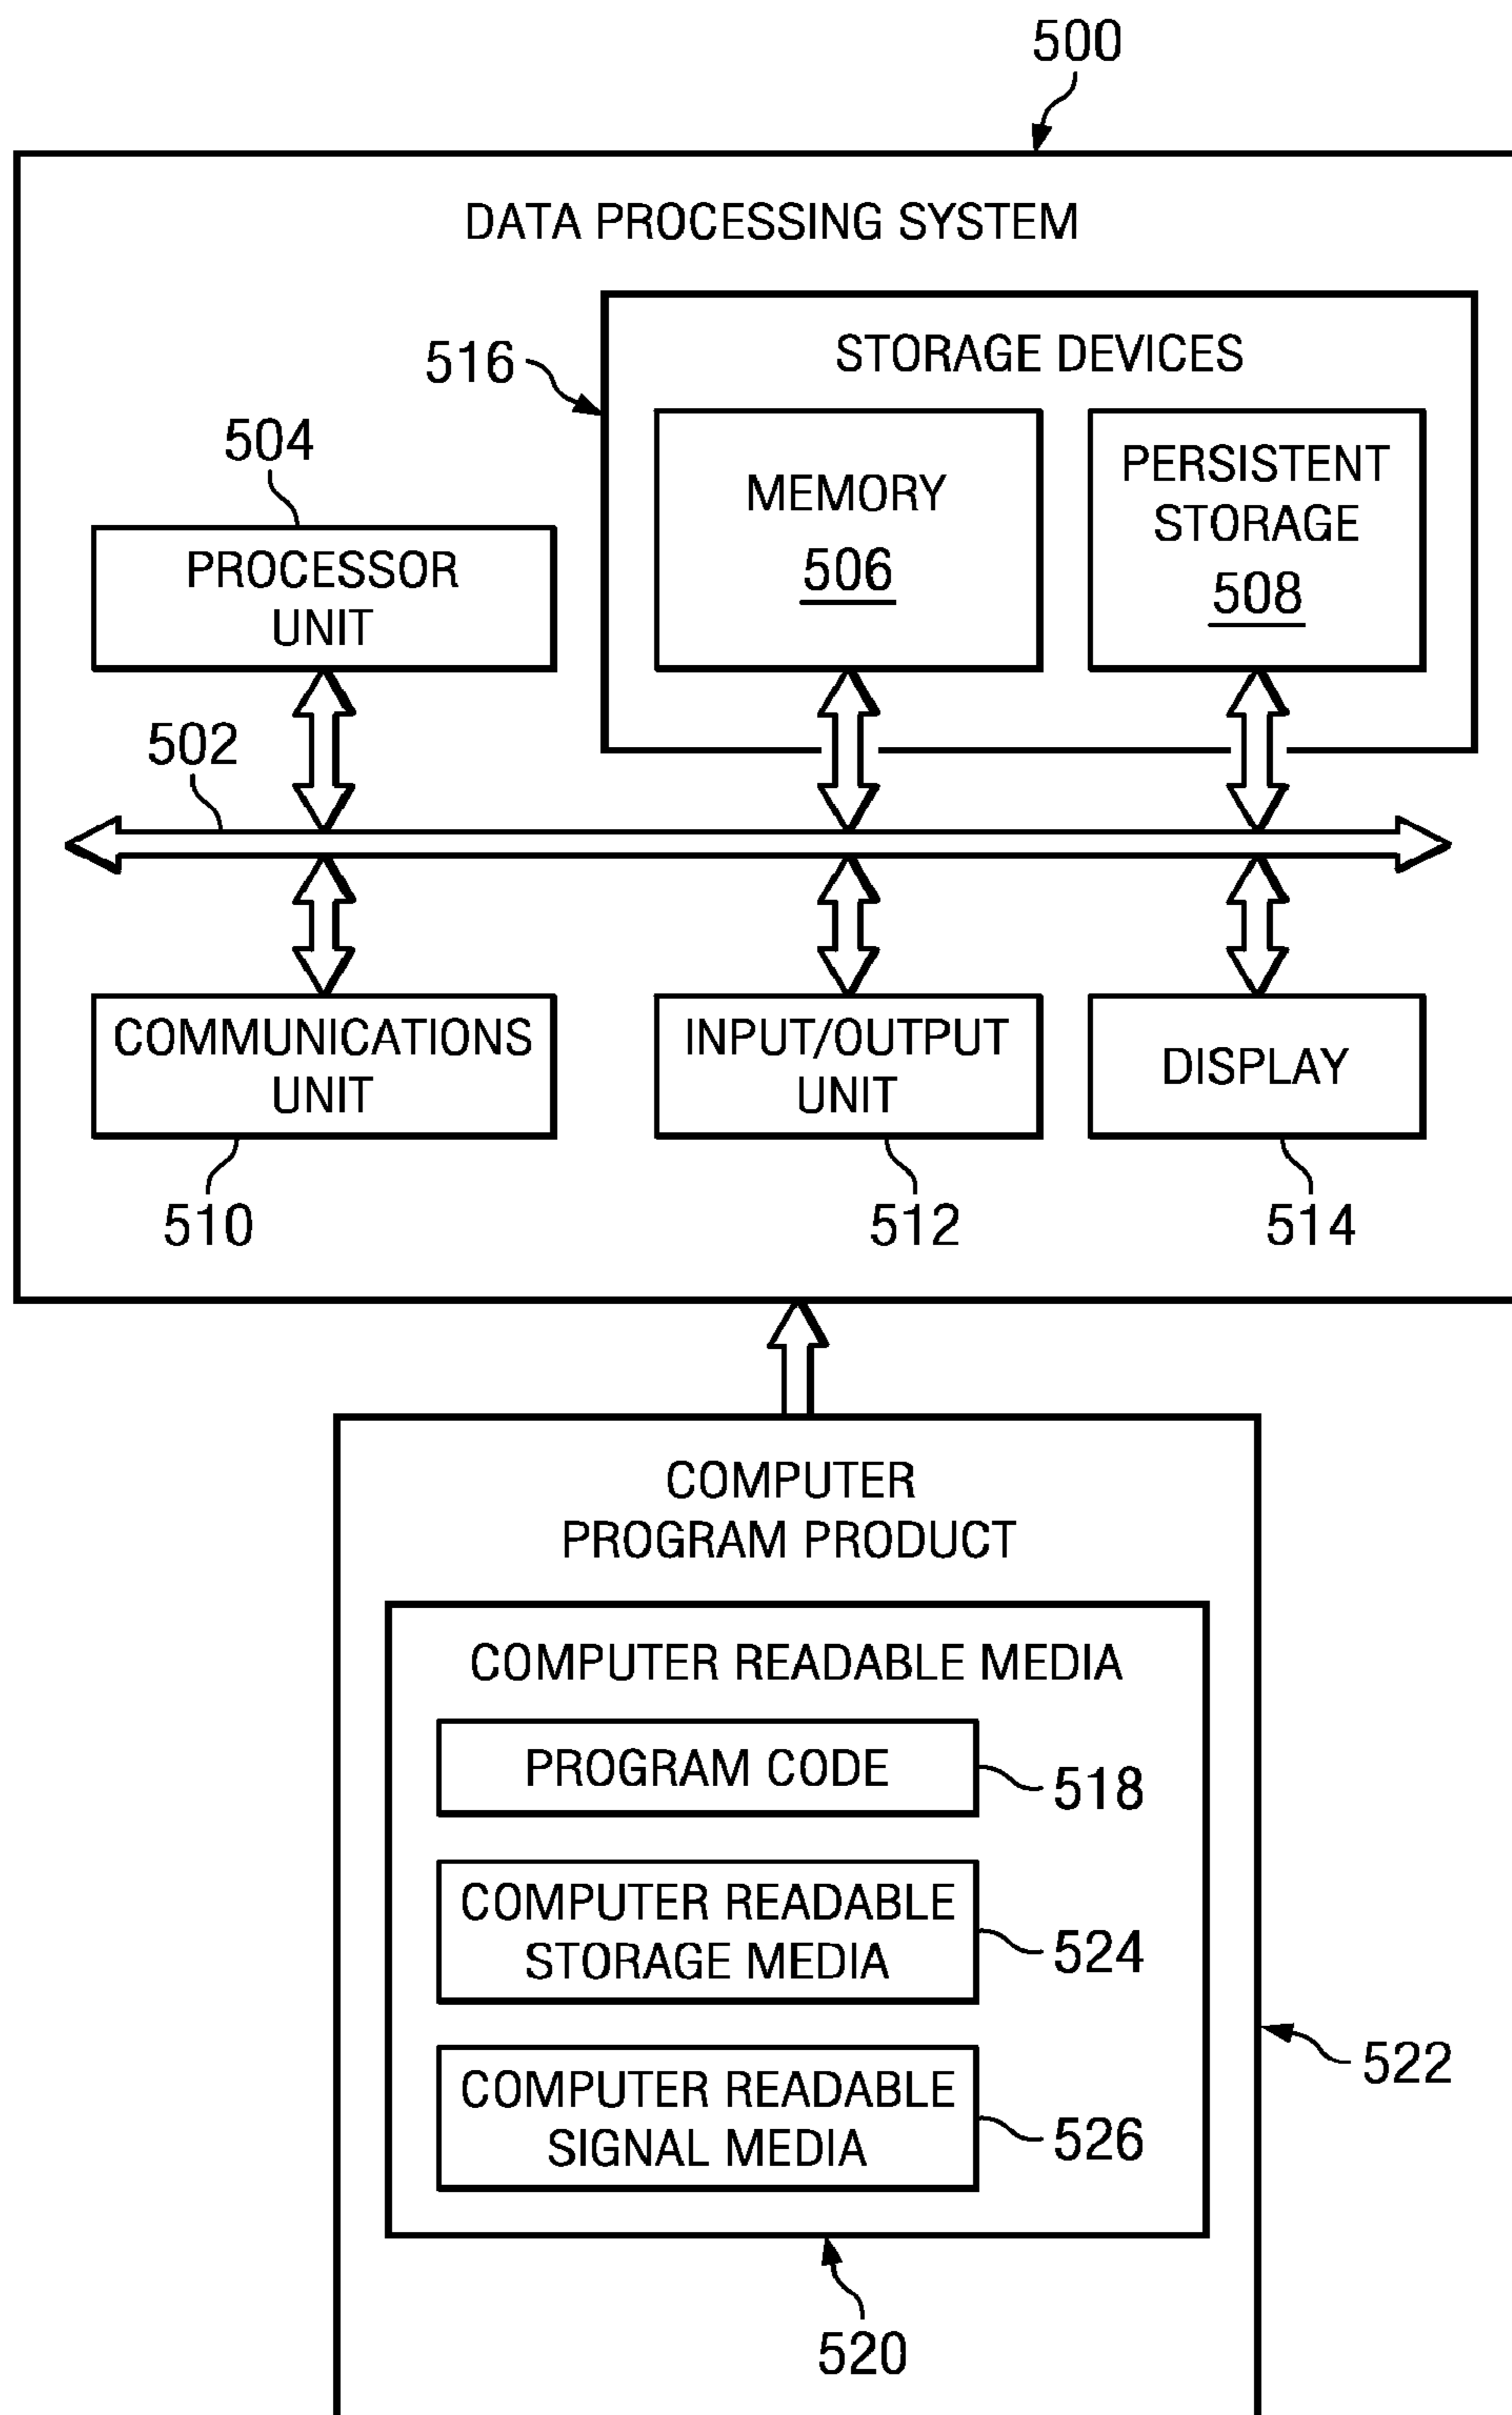 500
DATA PROCESSING SYSTEM
516
STORAGE DEVICES
504
MEMORY
506
PERSISTENT
STORAGE
508
PROCESSOR
UNIT
502
COMMUNICATIONS
UNIT
INPUT/OUTPUT
UNIT
DISPLAY
510
512
514
COMPUTER
PROGRAM PRODUCT
COMPUTER READABLE MEDIA
PROGRAM CODE
518
COMPUTER READABLE
STORAGE MEDIA
524
COMPUTER READABLE
SIGNAL MEDIA
526
522
520